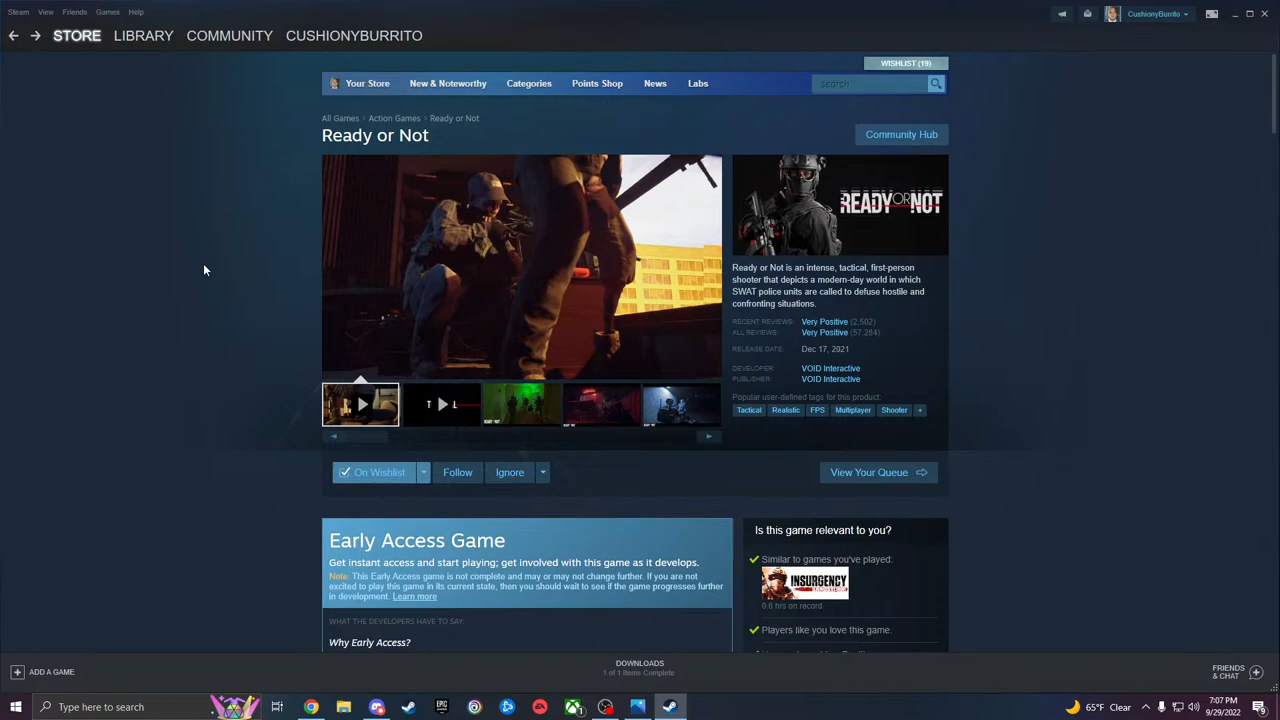 Steam View Friends Games Help
CushionyBurrito
STORE LIBRARY COMMUNITY CUSHIONYBURRITO
WISHLIST (19)
Your Store New & Noteworthy Categories Points Shop News Labs
search
All Games > Action Games > Ready or Not
Ready or Not
Community Hub
READY OR NOT
Ready or Not is an intense, tactical, first-person
shooter that depicts a modern-day world in which
SWAT police units are called to defuse hostile and
confronting situations.
RECENT REVIEWS: Very Positive (2,502)
ALL REVIEWS: Very Positive (57,284)
RELEASE DATE: Dec 17, 2021
DEVELOPER: VOID Interactive
PUBLISHER: VOID Interactive
Popular user-defined tags for this product:
Tactical Realistic FPS Multiplayer Shooter +
On Wishlist Follow Ignore
View Your Queue
Early Access Game
Get instant access and start playing; get involved with this game as it develops.
Note: This Early Access game is not complete and may or may not change further. If you are
not excited to play this game in its current state, then you should wait to see if the game progresses further
in development. Learn more
WHAT THE DEVELOPERS HAVE TO SAY:
Why Early Access?
Is this game relevant to you?
Similar to games you've played:
INSURGENCY
0.6 hrs on record
Players like you love this game.
ADD A GAME
DOWNLOADS
1 of 1 Items Complete
FRIENDS
& CHAT
Type here to search
EPIC
EA
65°F Clear
7:07 PM
9/29/2022